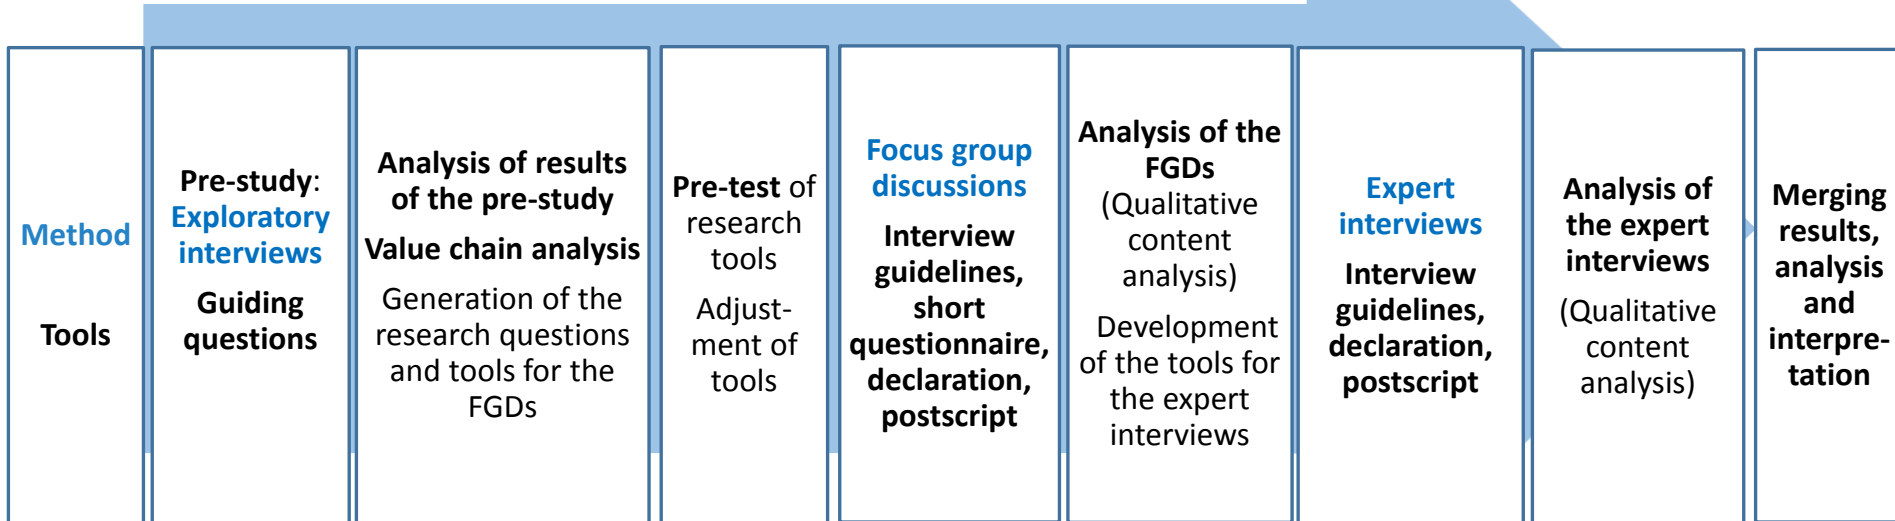 Method
Tools
Pre-study:
Exploratory
interviews
Guiding
questions
Analysis of results
of the pre-study
Value chain analysis
Generation of the
research questions
and tools for the
FGDs
Pre-test of
research
tools
Adjust-
ment of
tools
Focus group
discussions
Interview
guidelines,
short
questionnaire,
declaration,
postscript
Analysis of the
FGDs
(Qualitative
content
analysis)
Development
of the tools for
the expert
interviews
Expert
interviews
Interview
guidelines,
declaration,
postscript
Analysis of
the expert
interviews
(Qualitative
content
analysis)
Merging
results,
analysis
and
interpre-
tation